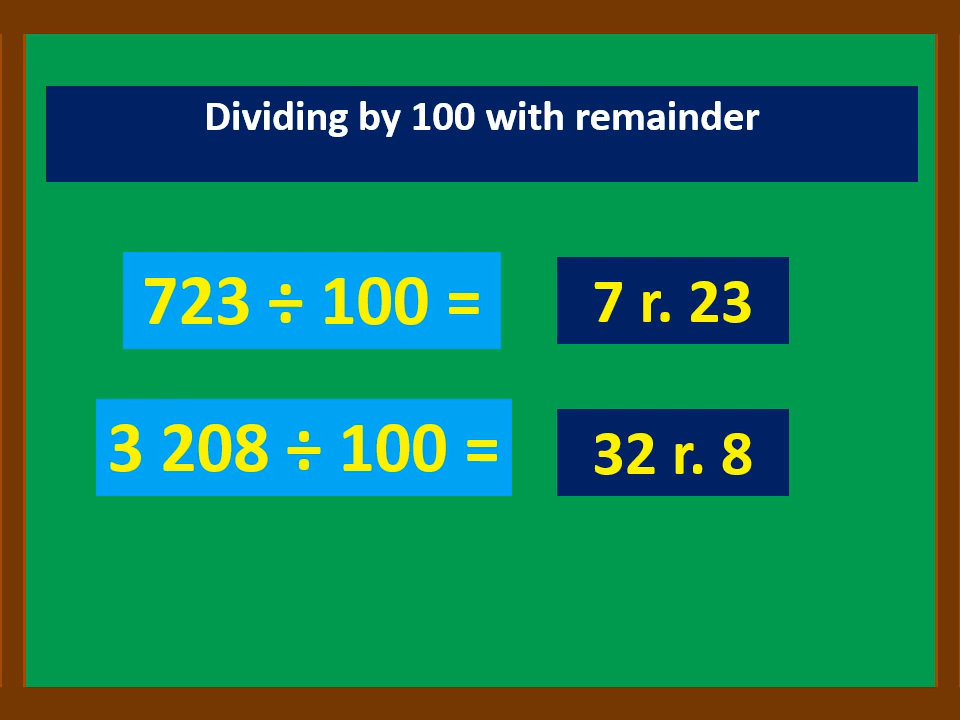 Dividing by 100 with remainder
723 ÷ 100 = 7 r. 23
3 208 ÷ 100 = 32 r. 8